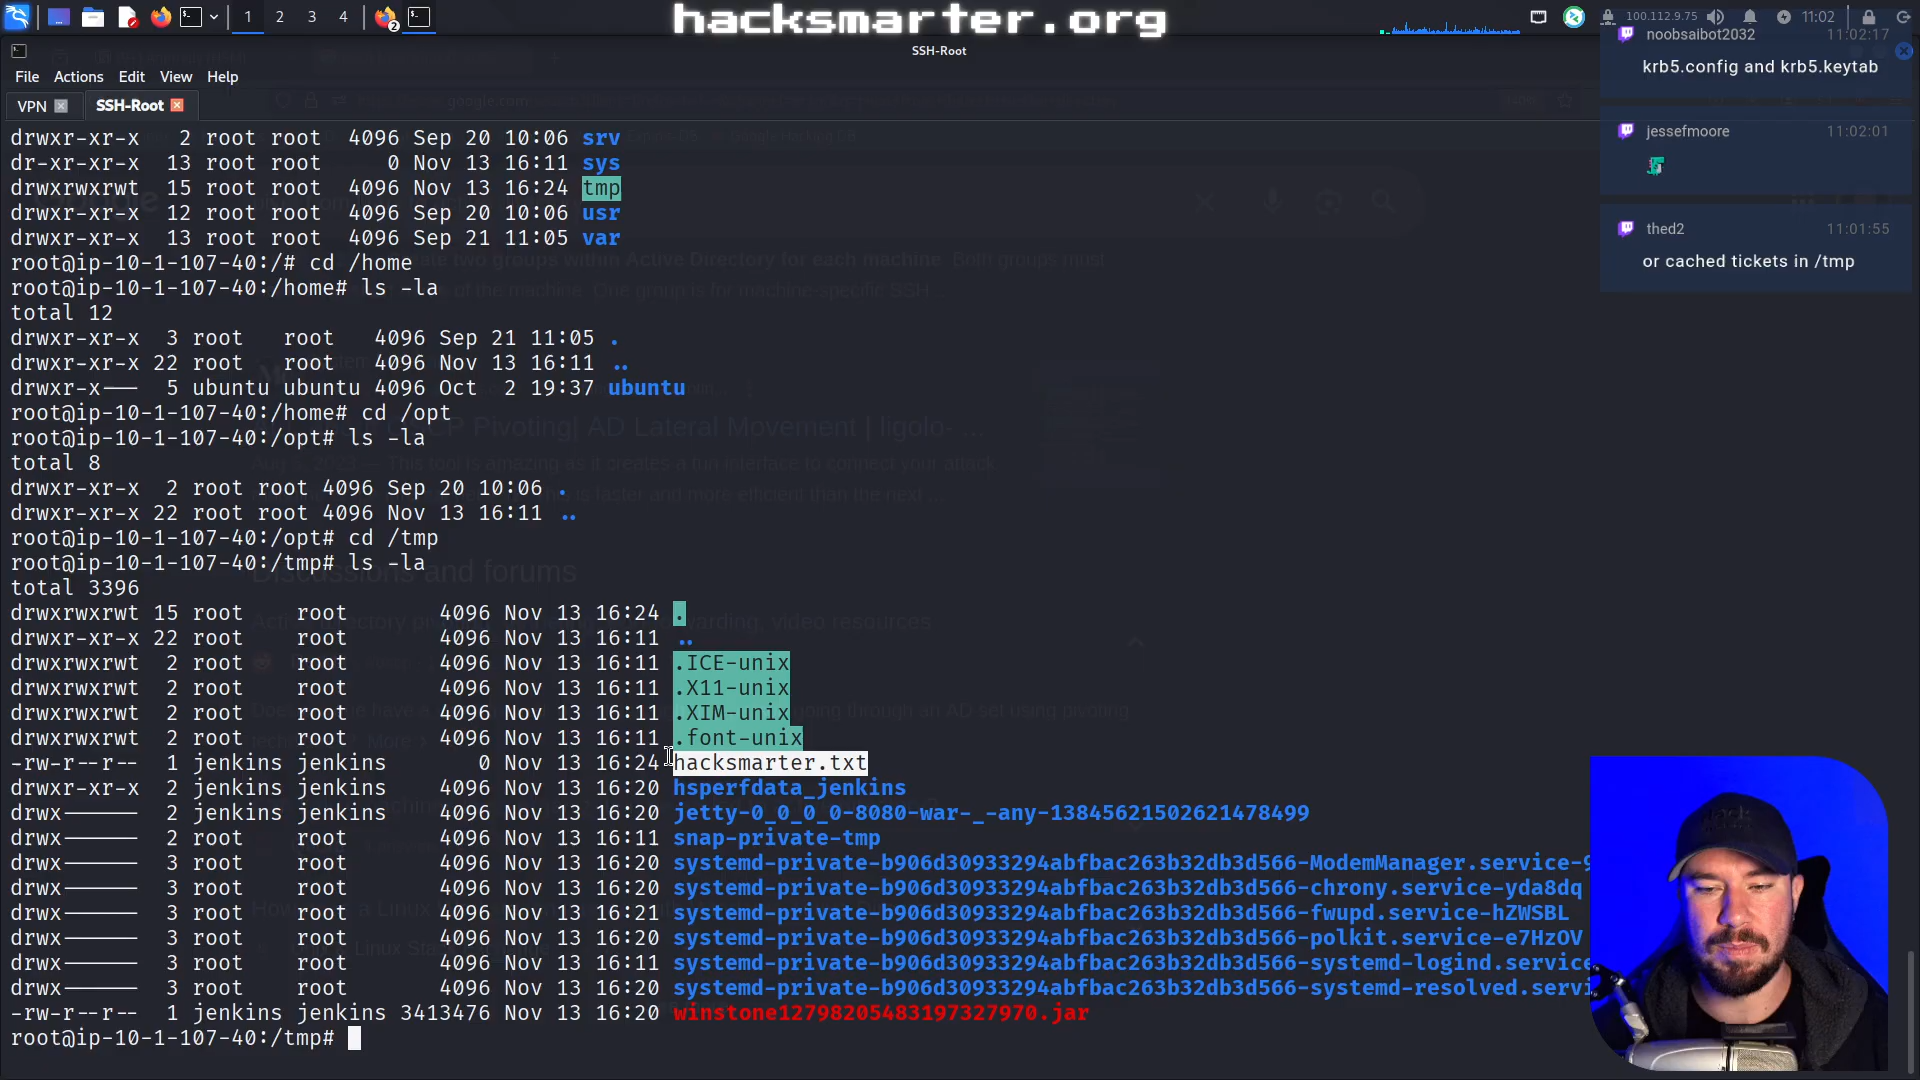 1 2 3 4
2
hacksmarter.org
100.112.9.75
11:02
SSH-Root
File Actions Edit View Help
VPN
SSH-Root
drwxr-xr-x 2 root root 4096 Sep 20 10:06 srv
dr-xr-xr-x 13 root root 0 Nov 13 16:11 sys
drwxrwxrwt 15 root root 4096 Nov 13 16:24 tmp
drwxr-xr-x 12 root root 4096 Sep 20 10:06 usr
drwxr-xr-x 13 root root 4096 Sep 21 11:05 var
root@ip-10-1-107-40:/# cd /home
root@ip-10-1-107-40:/home# ls -la
total 12
drwxr-xr-x 3 root root 4096 Sep 21 11:05 .
drwxr-xr-x 22 root root 4096 Nov 13 16:11 ..
drwxr-x--- 5 ubuntu ubuntu 4096 Oct 2 19:37 ubuntu
root@ip-10-1-107-40:/home# cd /opt
root@ip-10-1-107-40:/opt# ls -la
total 8
drwxr-xr-x 2 root root 4096 Sep 20 10:06 .
drwxr-xr-x 22 root root 4096 Nov 13 16:11 ..
root@ip-10-1-107-40:/opt# cd /tmp
root@ip-10-1-107-40:/tmp# ls -la
total 3396
drwxrwxrwt 15 root root 4096 Nov 13 16:24 .
drwxr-xr-x 22 root root 4096 Nov 13 16:11 ..
drwxrwxrwt 2 root root 4096 Nov 13 16:11 .ICE-unix
drwxrwxrwt 2 root root 4096 Nov 13 16:11 .X11-unix
drwxrwxrwt 2 root root 4096 Nov 13 16:11 .XIM-unix
drwxrwxrwt 2 root root 4096 Nov 13 16:11 .font-unix
-rw-r--r-- 1 jenkins jenkins 0 Nov 13 16:24 hacksmarter.txt
drwxr-xr-x 2 jenkins jenkins 4096 Nov 13 16:20 hsperfdata_jenkins
drwx------ 2 jenkins jenkins 4096 Nov 13 16:20 jetty-0_0_0_0-8080-war-_-any-13845621502621478499
drwx------ 2 root root 4096 Nov 13 16:11 snap-private-tmp
drwx------ 3 root root 4096 Nov 13 16:20 systemd-private-b906d30933294abfbac263b32db3d566-ModemManager.service-9
drwx------ 3 root root 4096 Nov 13 16:20 systemd-private-b906d30933294abfbac263b32db3d566-chrony.service-yda8dq
drwx------ 3 root root 4096 Nov 13 16:21 systemd-private-b906d30933294abfbac263b32db3d566-fwupd.service-hZWSBL
drwx------ 3 root root 4096 Nov 13 16:20 systemd-private-b906d30933294abfbac263b32db3d566-polkit.service-e7HzOV
drwx------ 3 root root 4096 Nov 13 16:11 systemd-private-b906d30933294abfbac263b32db3d566-systemd-logind.service
drwx------ 3 root root 4096 Nov 13 16:20 systemd-private-b906d30933294abfbac263b32db3d566-systemd-resolved.servi
-rw-r--r-- 1 jenkins jenkins 3413476 Nov 13 16:20 winstone12798205483197327970.jar
root@ip-10-1-107-40:/tmp#
noobsaibot2032 11:02:17
krb5.config and krb5.keytab
jessefmoore 11:02:01
thed2 11:01:55
or cached tickets in /tmp